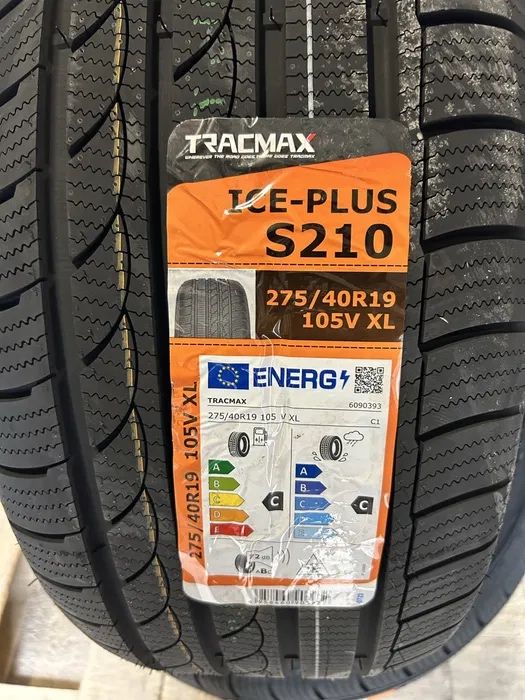 TRACMAX
WHEREVER THE ROAD GOES THERE GOES TRACMAX
ICE-PLUS
S210
275/40R19
105V XL
275/40R19 105V XL
ENERG
TRACMAX
6090393
275/40R19 105 V XL
C1
A
B
C
D
E
C
A
B
C
C
72 dB
ABC